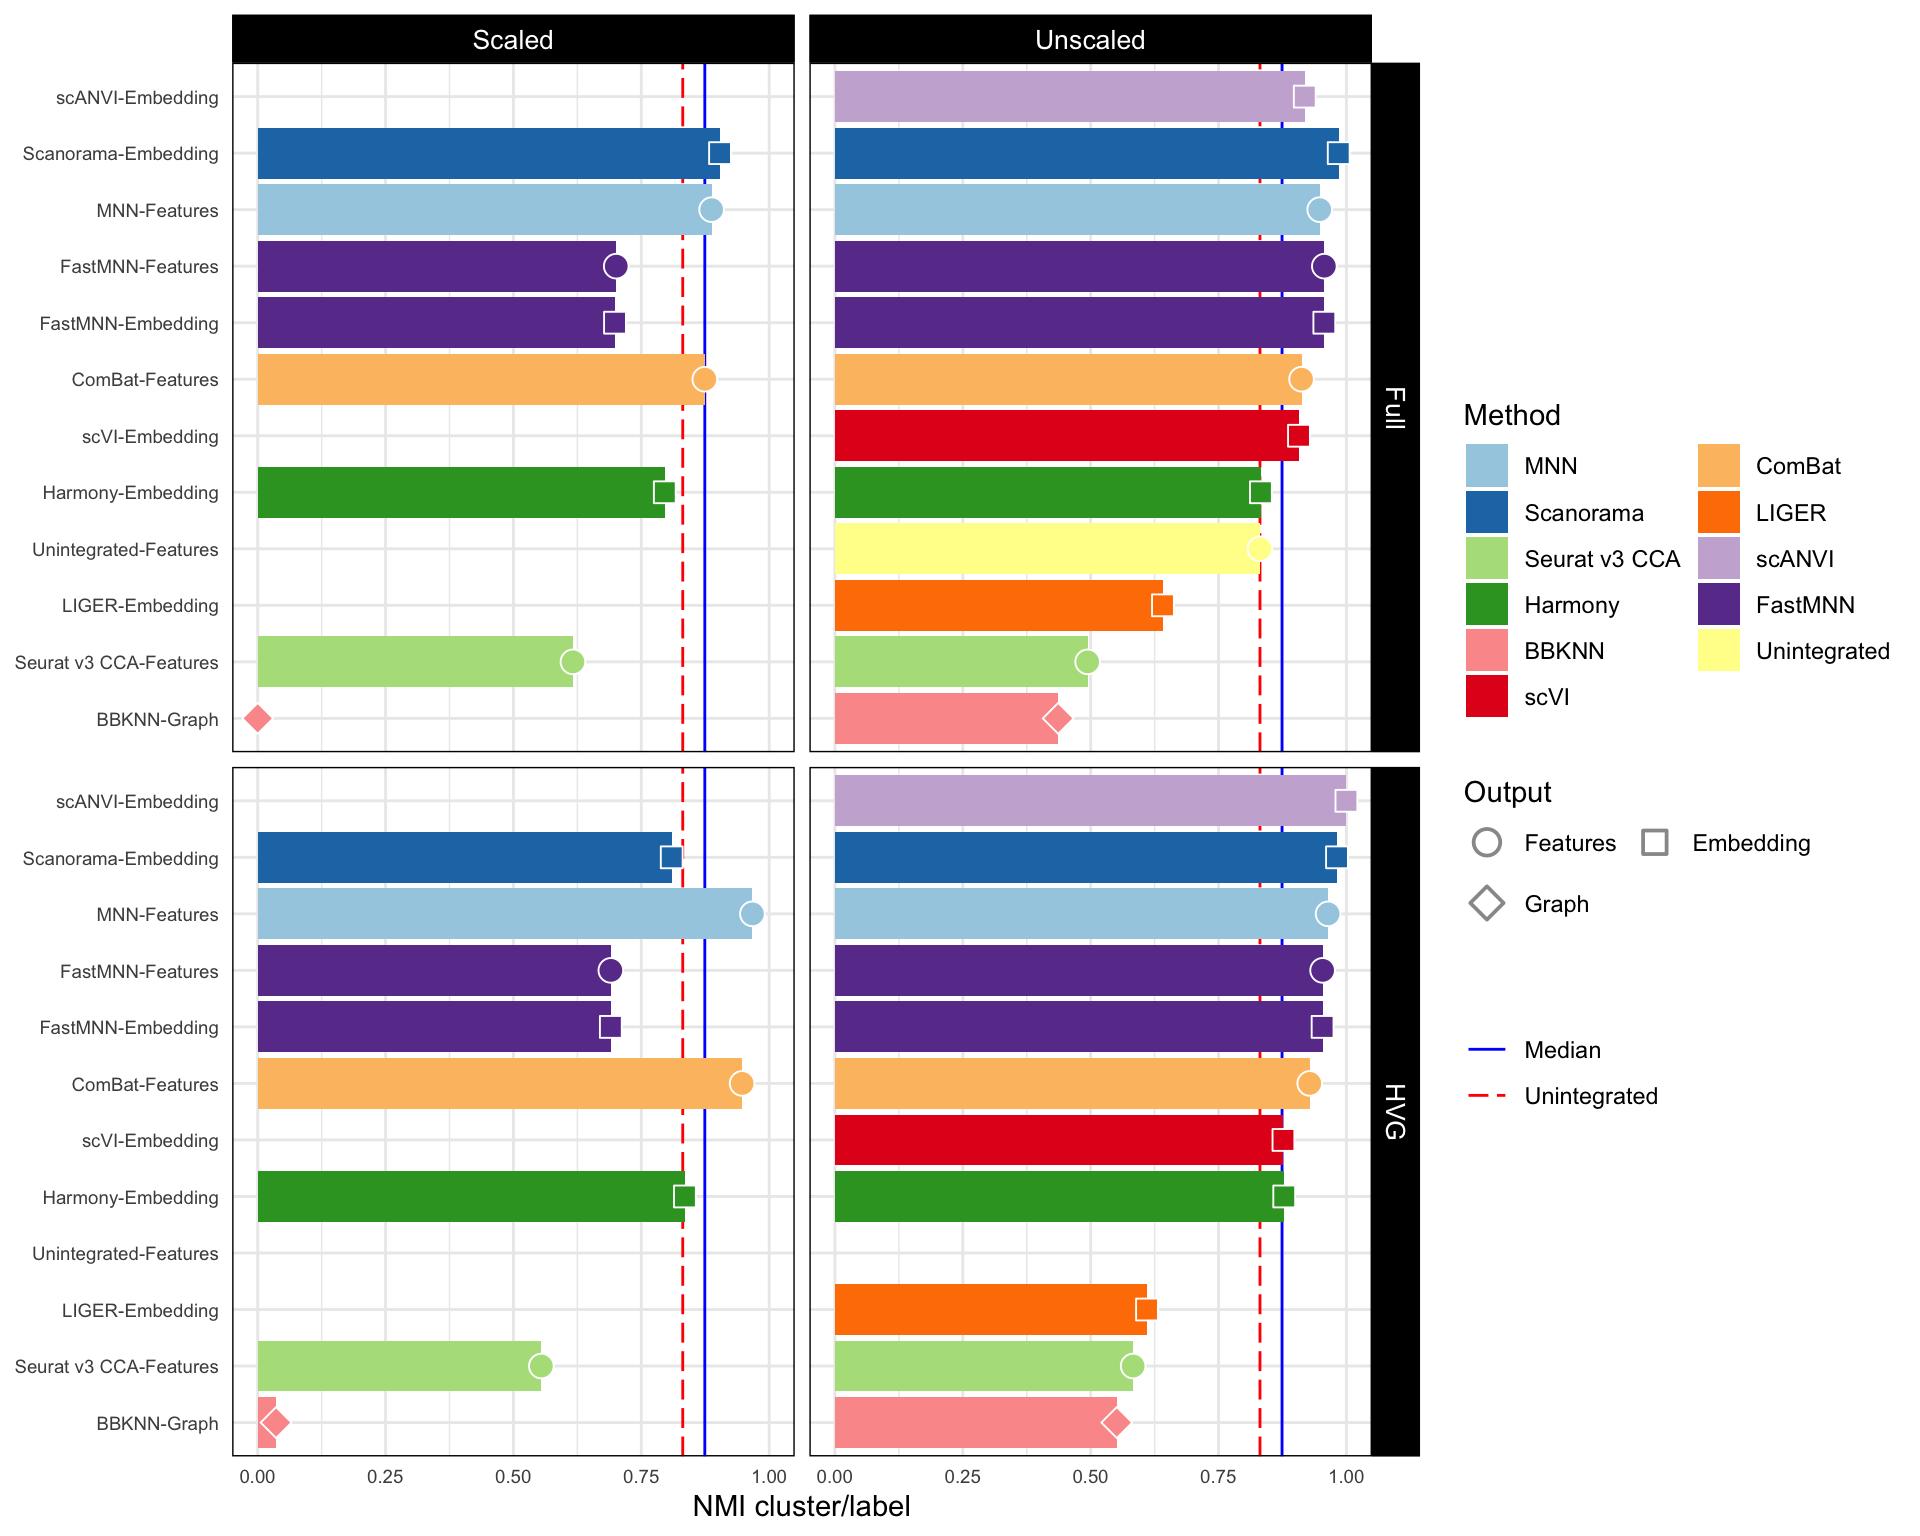 Scaled
Unscaled
scANVI-Embedding
Scanorama-Embedding
MNN-Features
FastMNN-Features
FastMNN-Embedding
ComBat-Features
scVI-Embedding
Harmony-Embedding
Unintegrated-Features
LIGER-Embedding
Seurat v3 CCA-Features
BBKNN-Graph
Full
scANVI-Embedding
Scanorama-Embedding
MNN-Features
FastMNN-Features
FastMNN-Embedding
ComBat-Features
scVI-Embedding
Harmony-Embedding
Unintegrated-Features
LIGER-Embedding
Seurat v3 CCA-Features
BBKNN-Graph
HVG
0.00 0.25 0.50 0.75 1.00
0.00 0.25 0.50 0.75 1.00
NMI cluster/label
Method
MNN
Scanorama
Seurat v3 CCA
Harmony
BBKNN
scVI
ComBat
LIGER
scANVI
FastMNN
Unintegrated
Output
Features
Embedding
Graph
Median
Unintegrated